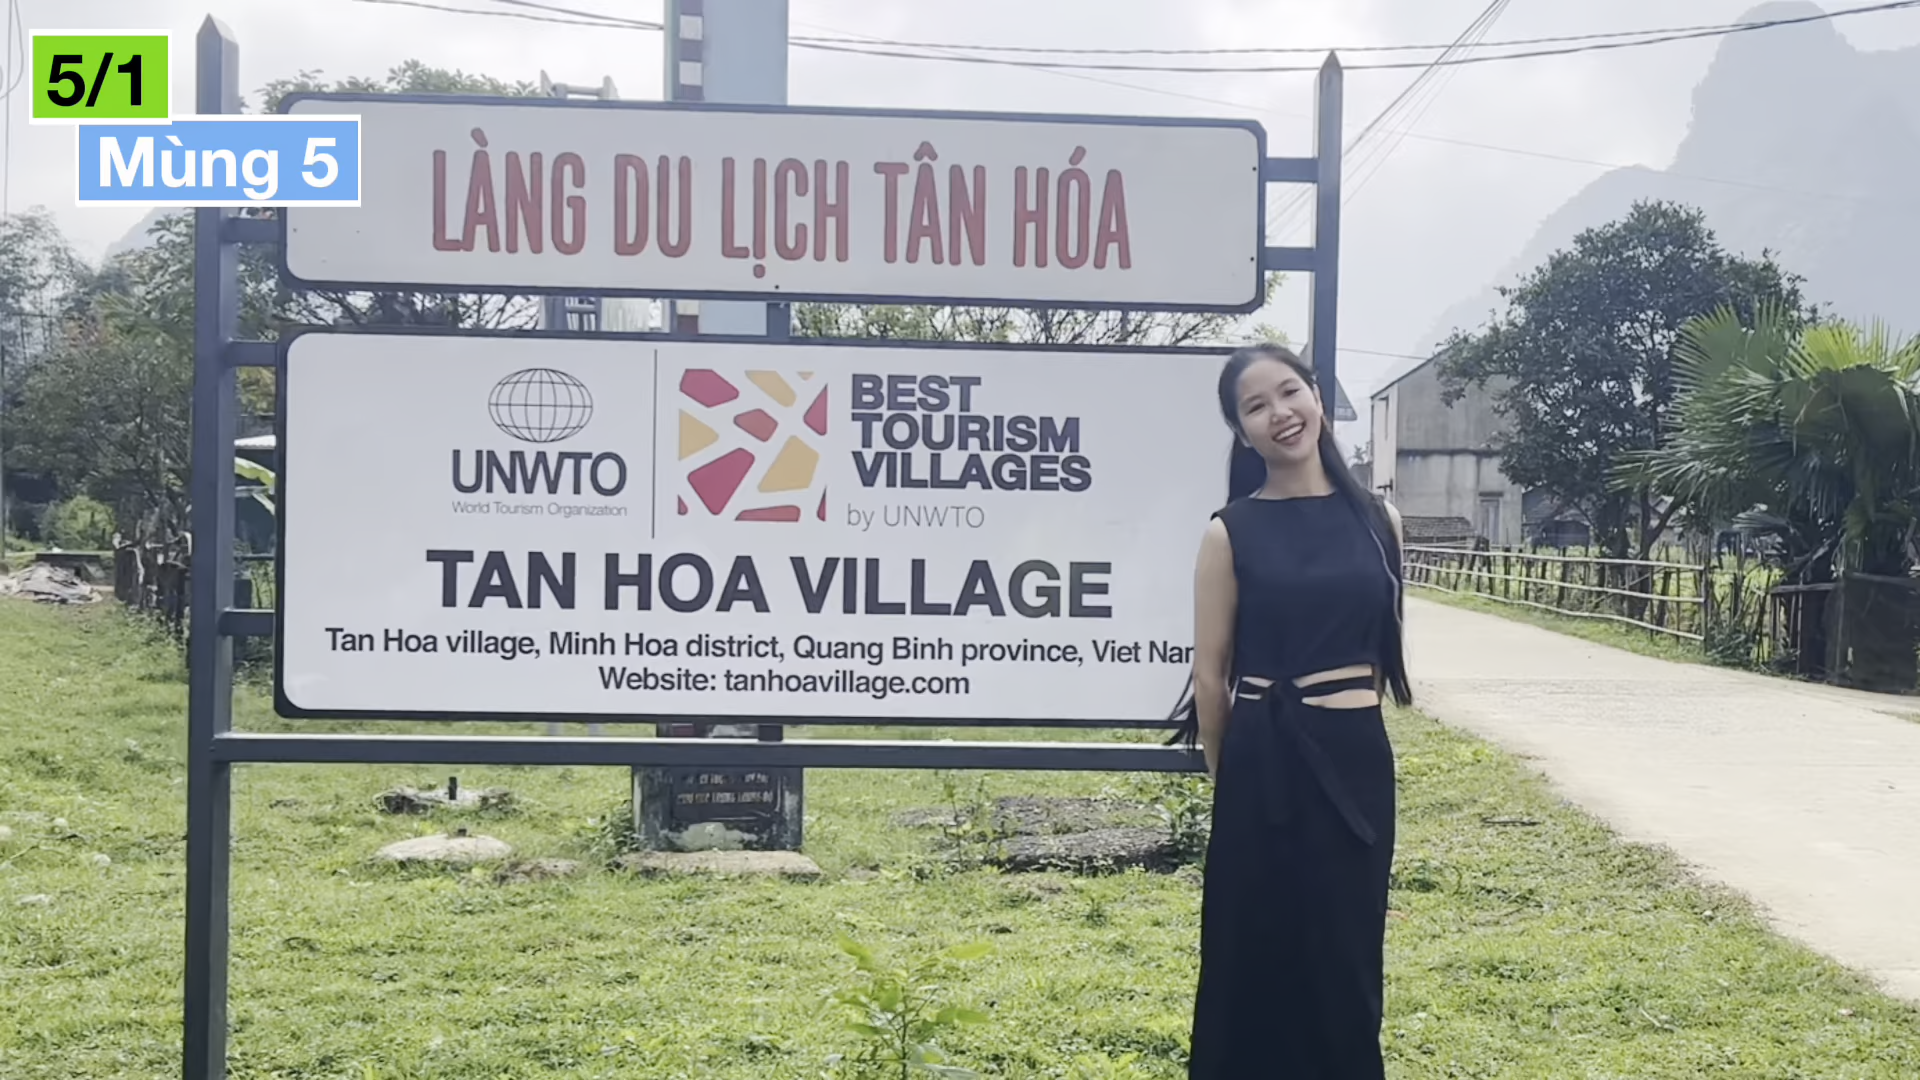 5/1
Mùng 5
LÀNG DU LỊCH TÂN HÓA
UNWTO
World Tourism Organization
BEST
TOURISM
VILLAGES
by UNWTO
TAN HOA VILLAGE
Tan Hoa village, Minh Hoa district, Quang Binh province, Viet Nam
Website: tanhoavillage.com